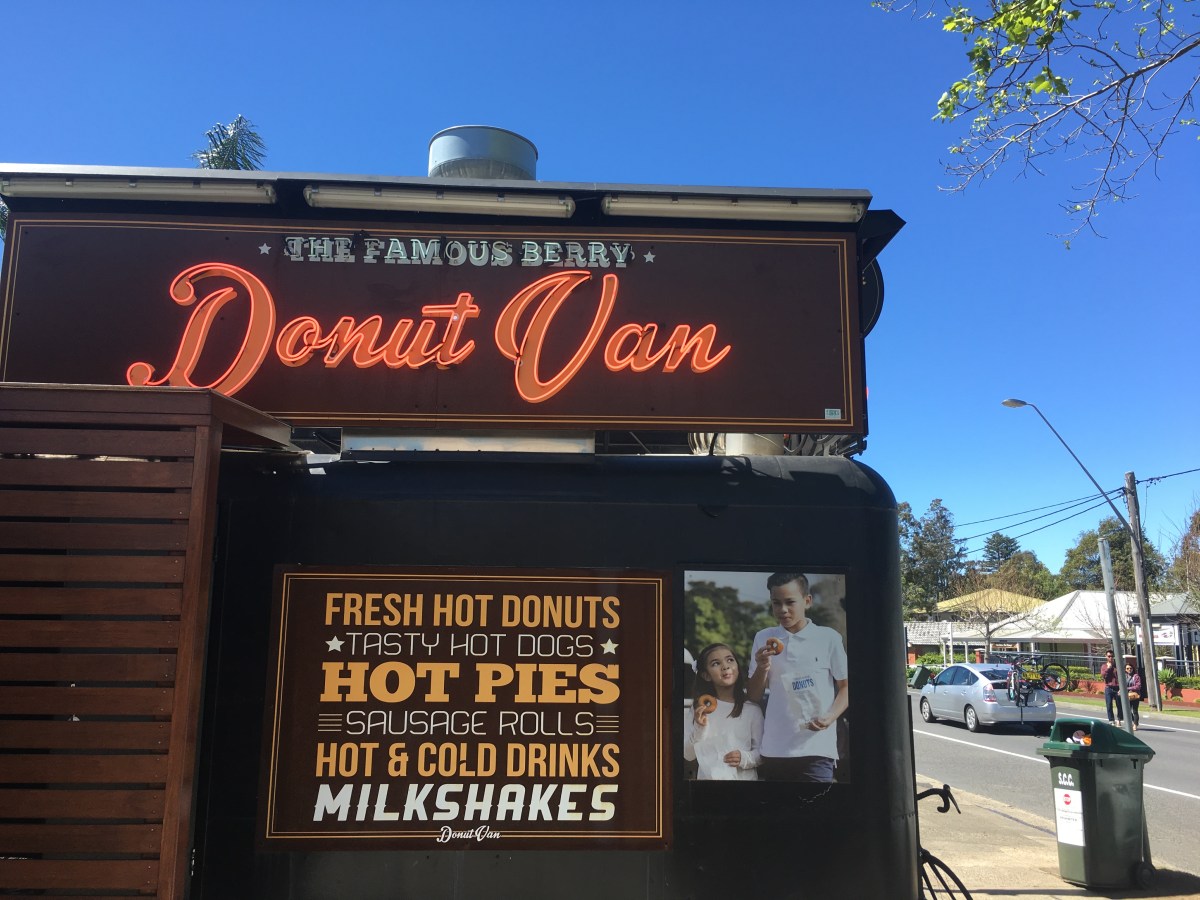 THE FAMOUS BERRY
Donut Van
FRESH HOT DONUTS
TASTY HOT DOGS
HOT PIES
SAUSAGE ROLLS
HOT & COLD DRINKS
MILKSHAKES
Donut Van
DONUTS
S.C.C.